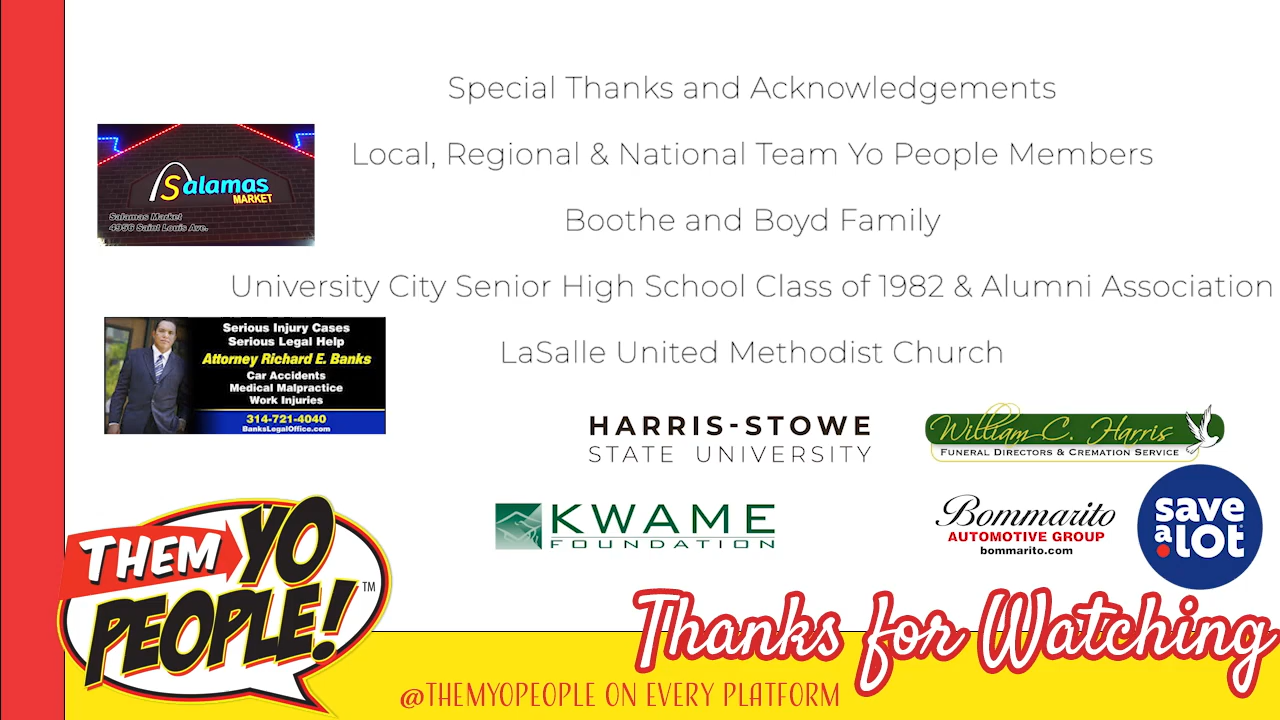 Special Thanks and Acknowledgements
Local, Regional & National Team Yo People Members
Salamas
MARKET
Salamas Market
4956 Saint Louis Ave.
Boothe and Boyd Family
University City Senior High School Class of 1982 & Alumni Association
Serious Injury Cases
Serious Legal Help
Attorney Richard E. Banks
Car Accidents
Medical Malpractice
Work Injuries
314-721-4040
BanksLegalOffice.com
LaSalle United Methodist Church
HARRIS-STOWE
STATE UNIVERSITY
William C. Harris
FUNERAL DIRECTORS & CREMATION SERVICE
KWAME
FOUNDATION
Bommarito
AUTOMOTIVE GROUP
bommarito.com
save
a
lot
THEM YO
PEOPLE!
TM
Thanks for Watching
@THEMYOPEOPLE ON EVERY PLATFORM